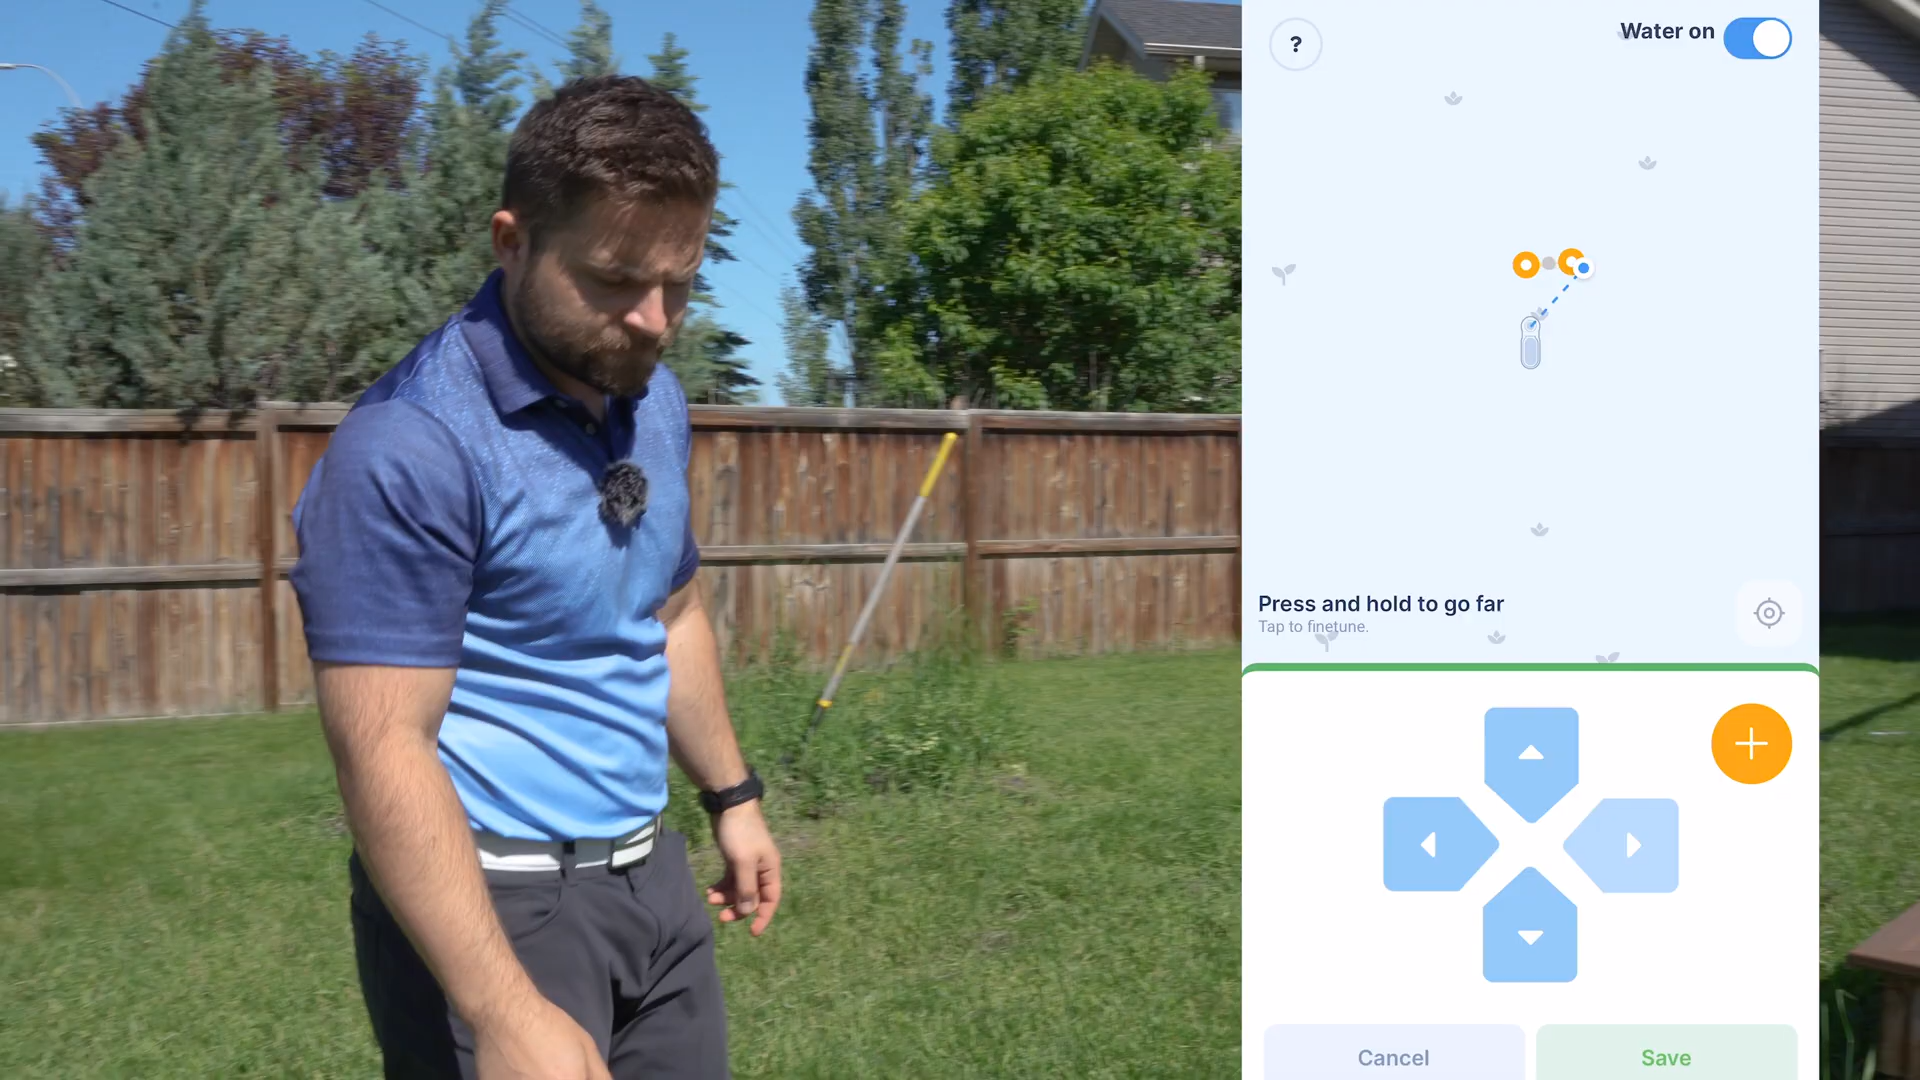 ?
Water on
Press and hold to go far
Tap to finetune.
Cancel
Save